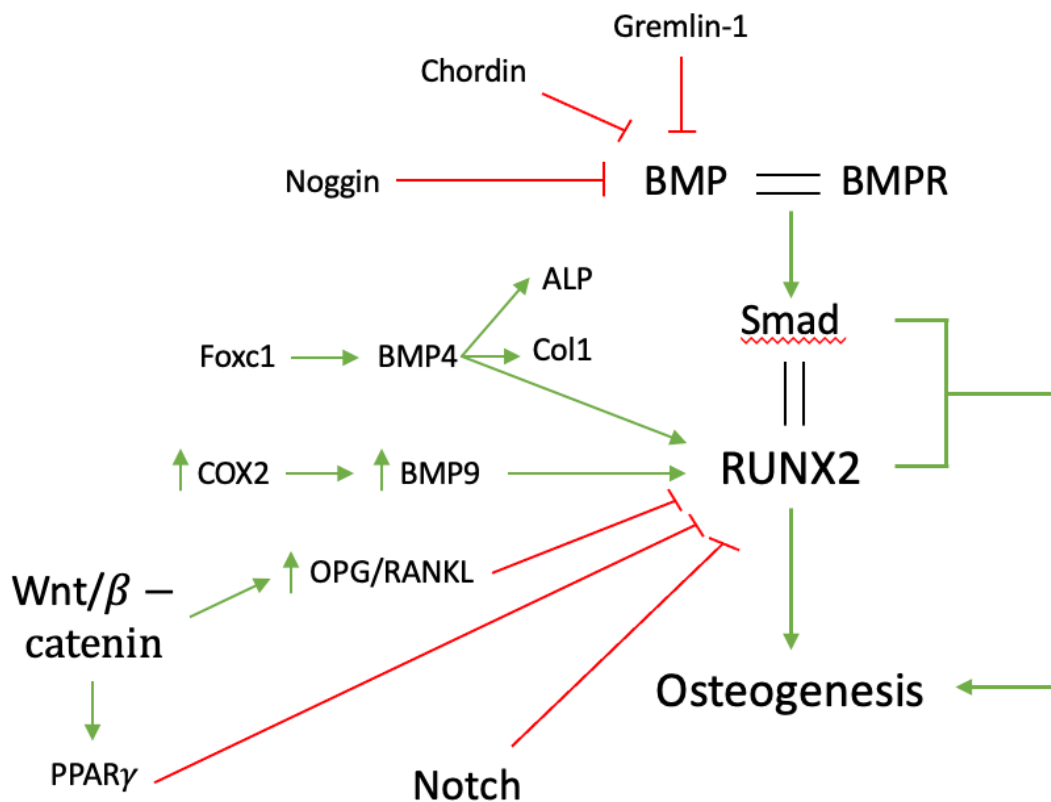 Gremlin-1
Chordin
Noggin
BMP
BMPR
ALP
Smad
Foxc1
BMP4
Col1
COX2
BMP9
RUNX2
OPG/RANKL
Wnt/β −
catenin
Osteogenesis
PPARγ
Notch